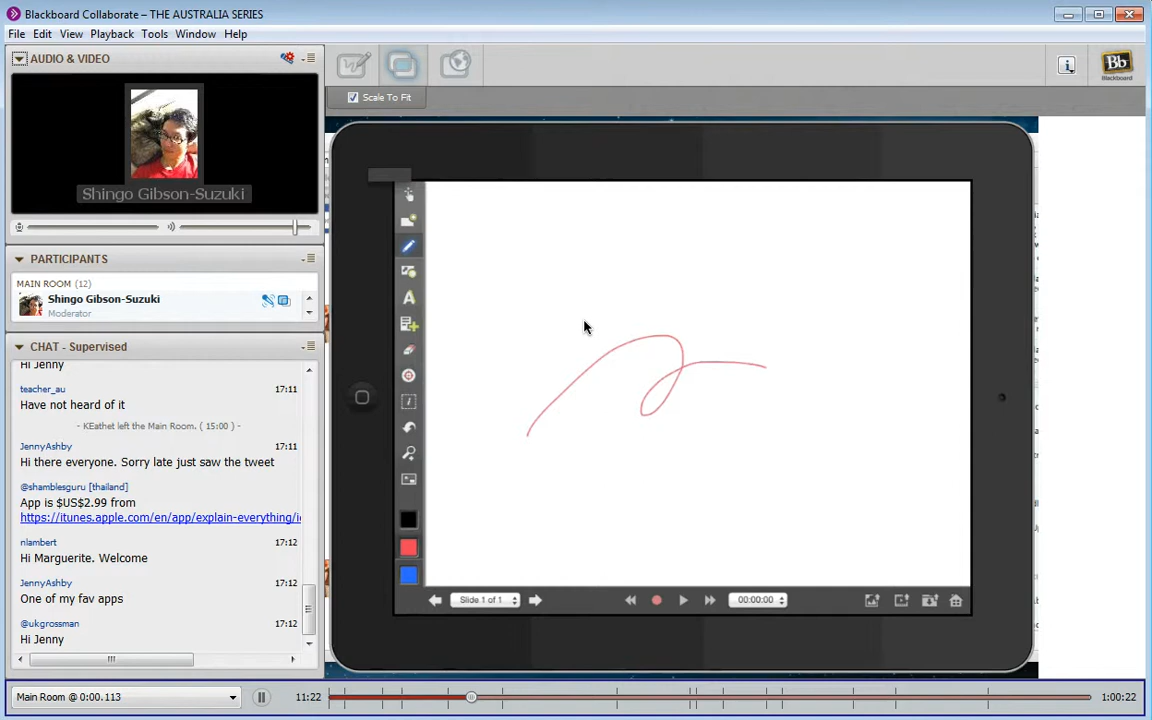 Blackboard Collaborate – THE AUSTRALIA SERIES
File Edit View Playback Tools Window Help
AUDIO & VIDEO
Shingo Gibson-Suzuki
PARTICIPANTS
MAIN ROOM (12)
Shingo Gibson-Suzuki
Moderator
CHAT - Supervised
Hi Jenny
teacher_au 17:11
Have not heard of it
- KEathet left the Main Room. ( 15:00 ) -
JennyAshby 17:11
Hi there everyone. Sorry late just saw the tweet
@shamblesguru [thailand]
App is $US$2.99 from
https://itunes.apple.com/en/app/explain-everything/i
nlambert 17:12
Hi Marguerite. Welcome
JennyAshby 17:12
One of my fav apps
@ukgrossman 17:12
Hi Jenny
Scale To Fit
Bb
Blackboard
A
Slide 1 of 1
00:00:00
Main Room @ 0:00.113
11:22
1:00:22